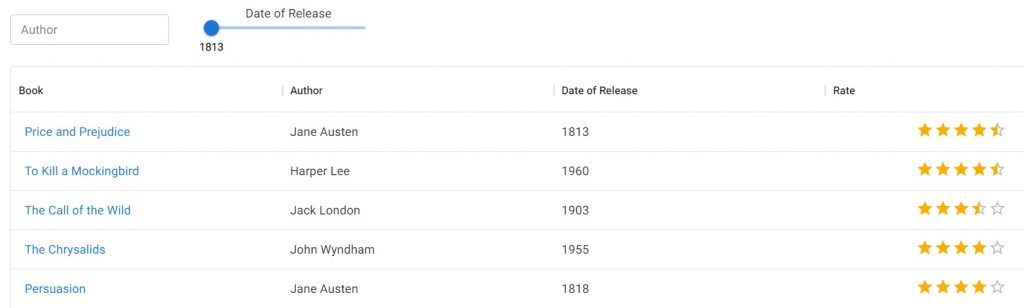 Date of Release
Author
1813
Book Author Date of Release Rate
Price and Prejudice Jane Austen 1813
To Kill a Mockingbird Harper Lee 1960
The Call of the Wild Jack London 1903
The Chrysalids John Wyndham 1955
Persuasion Jane Austen 1818